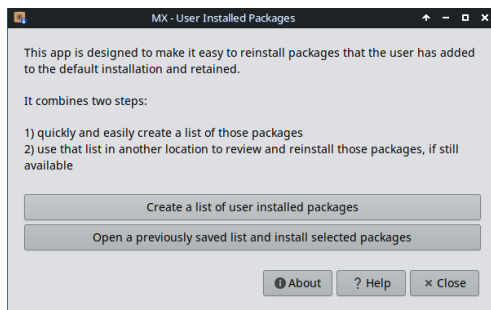 MX - User Installed Packages
This app is designed to make it easy to reinstall packages that the user has added
to the default installation and retained.
It combines two steps:
1) quickly and easily create a list of those packages
2) use that list in another location to review and reinstall those packages, if still
available
Create a list of user installed packages
Open a previously saved list and install selected packages
About
? Help
Close